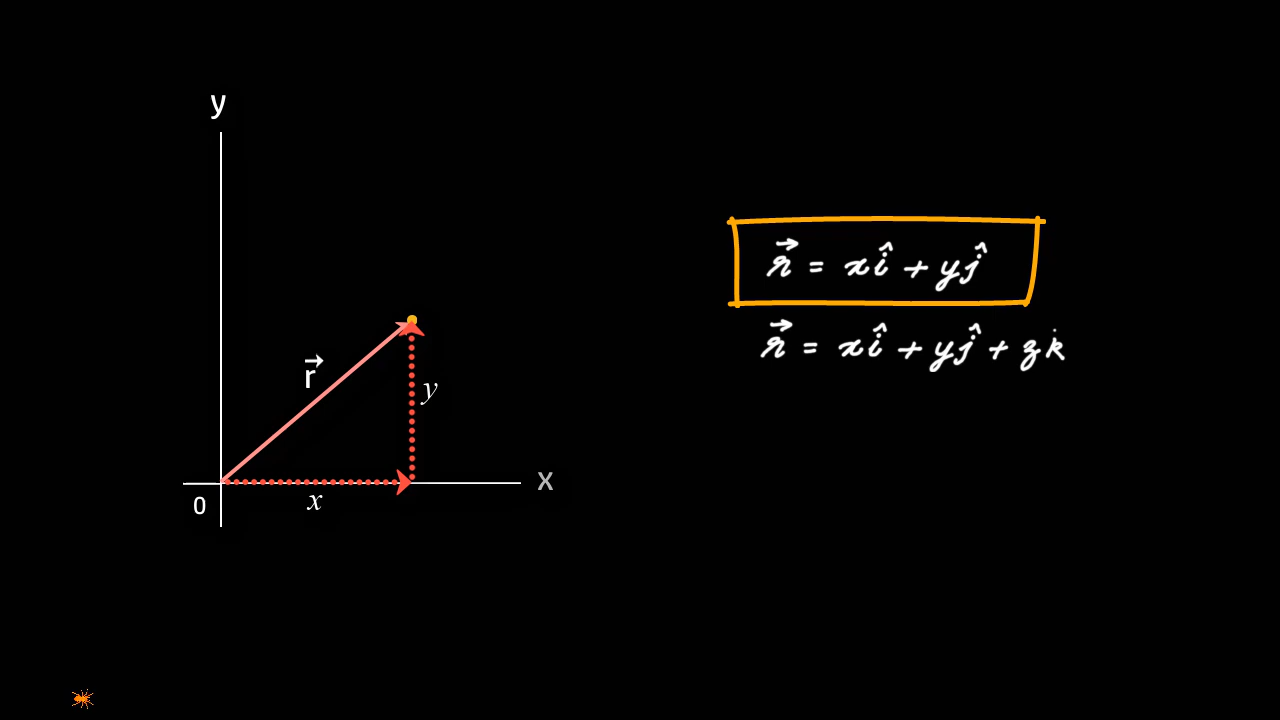 y
r⃗ = xî + yĵ
r⃗ = xî + yĵ + zk
r⃗
y
x
X
0